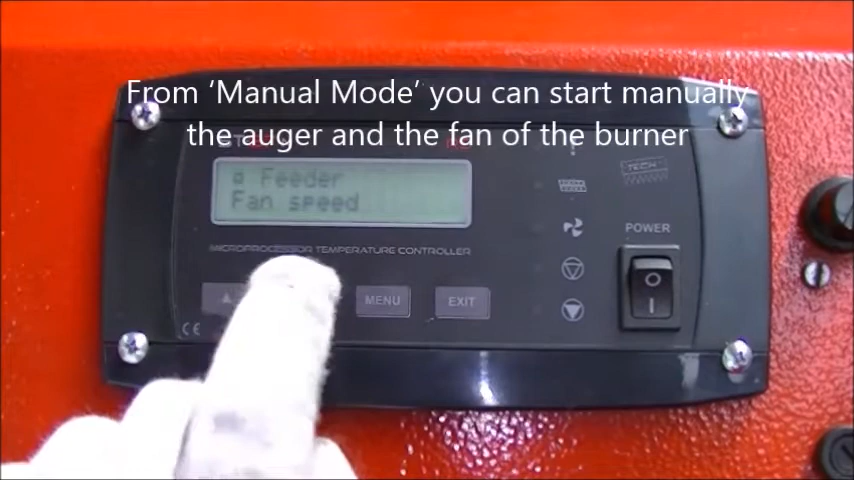 From ‘Manual Mode’ you can start manually
the auger and the fan of the burner
TECH
¤ Feeder
Fan speed
POWER
MICROPROCESSOR TEMPERATURE CONTROLLER
MENU
EXIT
CE